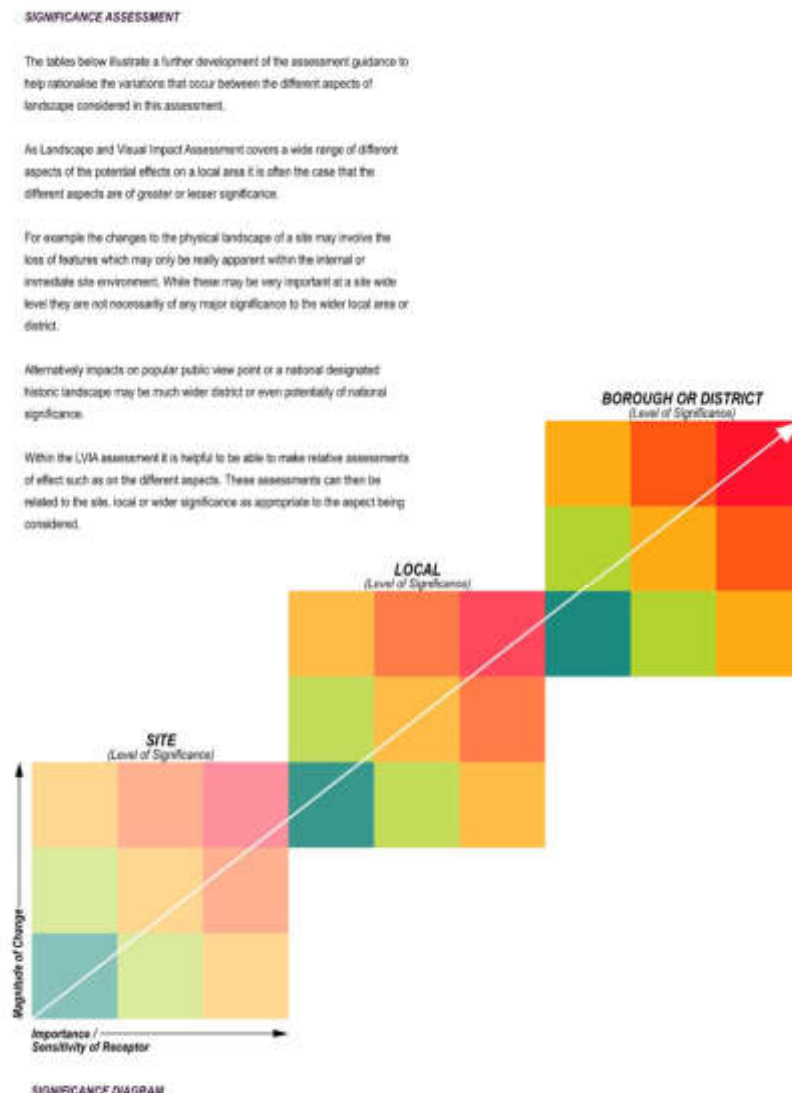 SIGNIFICANCE ASSESSMENT
The tables below illustrate a further development of the assessment guidance to
help rationalise the variations that occur between the different aspects of
landscape considered in this assessment.
As Landscape and Visual Impact Assessment covers a wide range of different
aspects of the potential effects on a local area it is often the case that the
different aspects are of greater or lesser significance.
For example the changes to the physical landscape of a site may involve the
loss of features which may only be really apparent within the internal or
immediate site environment. While these may be very important at a site wide
level they are not necessarily of any major significance to the wider local area or
district.
Alternatively impacts on popular public view point or a national designated
historic landscape may be much wider district or even potentially of national
significance.
Within the LVIA assessment it is helpful to be able to make relative assessments
of effect such as on the different aspects. These assessments can then be
related to the site, local or wider significance as appropriate to the aspect being
considered.
BOROUGH OR DISTRICT
(Level of Significance)
LOCAL
(Level of Significance)
SITE
(Level of Significance)
Magnitude of Change
Importance /
Sensitivity of Receptor
SIGNIFICANCE DIAGRAM